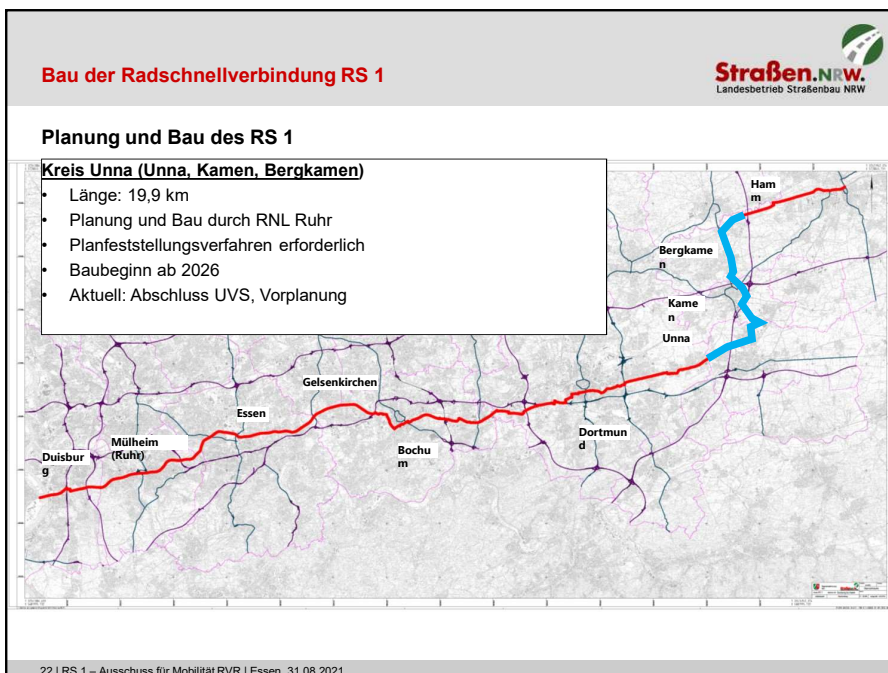 Bau der Radschnellverbindung RS 1
Straßen.NRW.
Landesbetrieb Straßenbau NRW
Planung und Bau des RS 1
Kreis Unna (Unna, Kamen, Bergkamen)
• Länge: 19,9 km
• Planung und Bau durch RNL Ruhr
• Planfeststellungsverfahren erforderlich
• Baubeginn ab 2026
• Aktuell: Abschluss UVS, Vorplanung
Ham
m
Bergkame
n
Kame
n
Unna
Gelsenkirchen
Essen
Mülheim
(Ruhr)
Duisbur
g
Bochu
m
Dortmun
d
22 | RS 1 – Ausschuss für Mobilität RVR | Essen, 31.08.2021